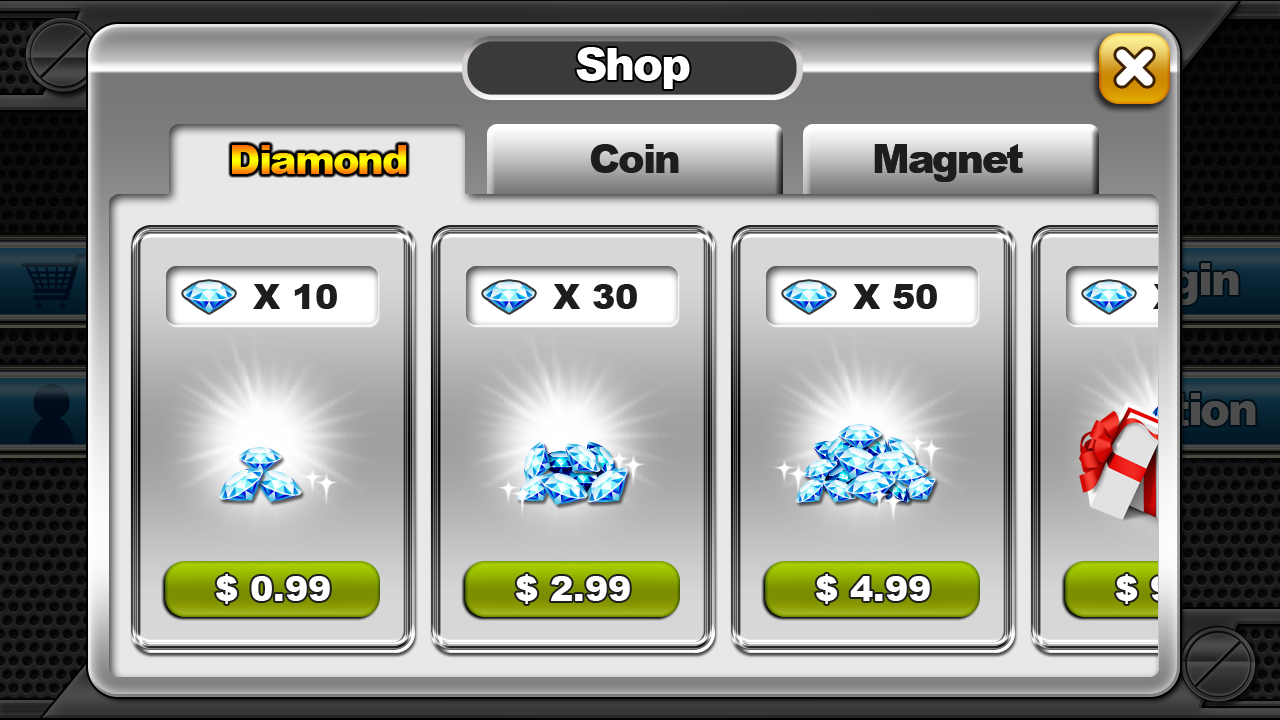 Shop
Diamond
Coin
Magnet
X 10
X 30
X 50
$ 0.99
$ 2.99
$ 4.99
$